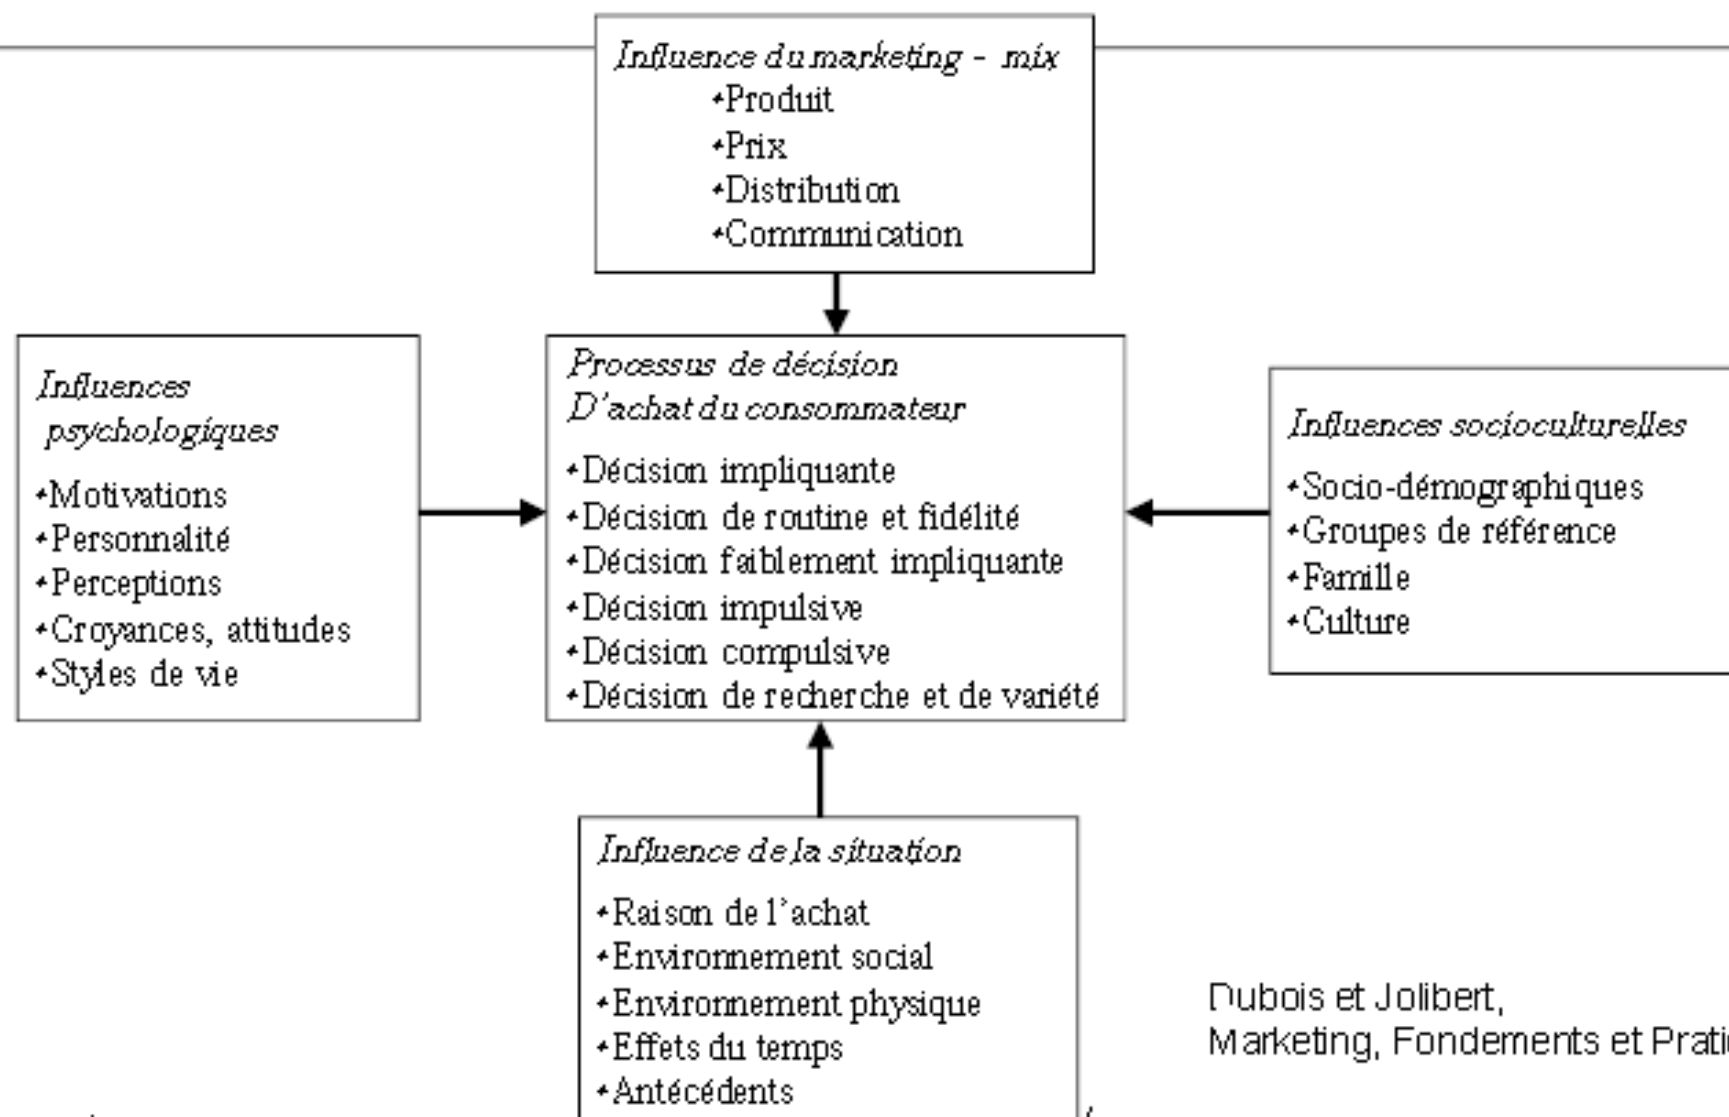 Influence du marketing - mix
•Produit
•Prix
•Distribution
•Communication
Influences
psychologiques
•Motivations
•Personnalité
•Perceptions
•Croyances, attitudes
•Styles de vie
Processus de décision
D'achat du consommateur
•Décision impliquante
•Décision de routine et fidélité
•Décision faiblement impliquante
•Décision impulsive
•Décision compulsive
•Décision de recherche et de variété
Influences socioculturelles
•Socio-démographiques
•Groupes de référence
•Famille
•Culture
Influence de la situation
•Raison de l'achat
•Environnement social
•Environnement physique
•Effets du temps
•Antécédents
Dubois et Jolibert,
Marketing, Fondements et